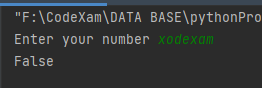 "F:\CodeXam\DATA BASE\pythonPro
Enter your number xodexam
False